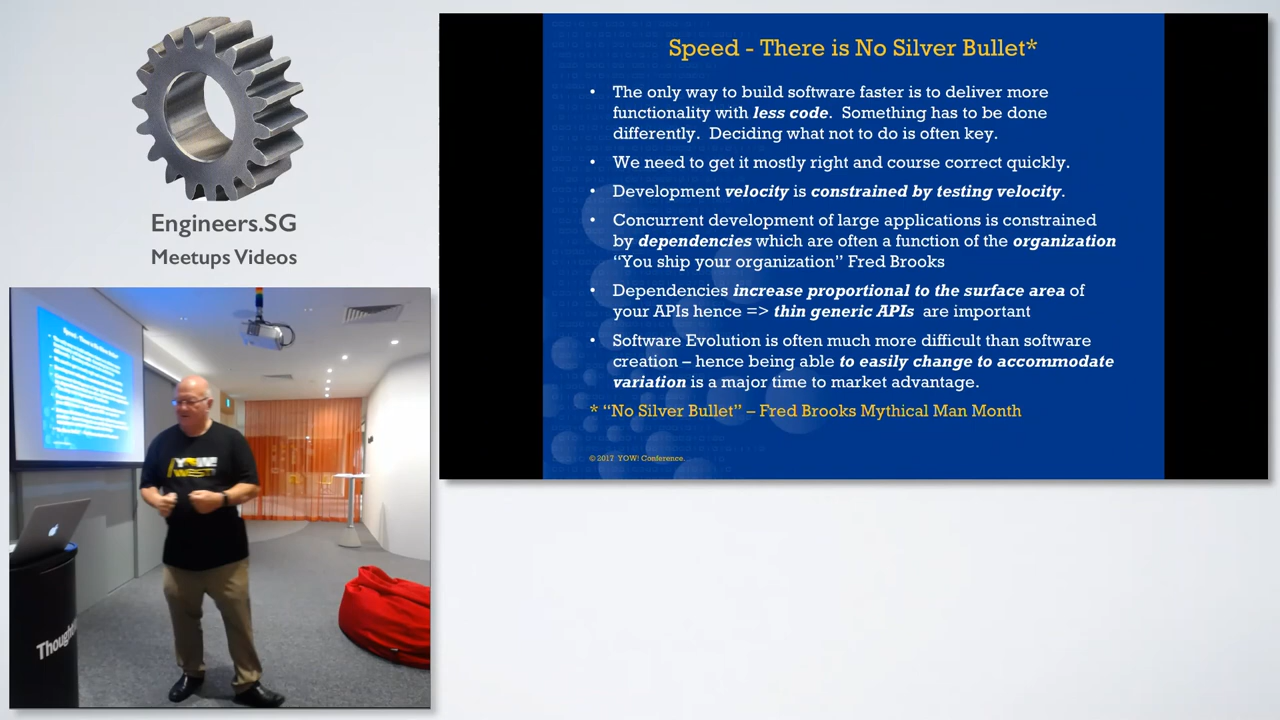 Engineers.SG
Meetups Videos
Speed - There is No Silver Bullet*
• The only way to build software faster is to deliver more
functionality with less code. Something has to be done
differently. Deciding what not to do is often key.
• We need to get it mostly right and course correct quickly.
• Development velocity is constrained by testing velocity.
• Concurrent development of large applications is constrained
by dependencies which are often a function of the organization
“You ship your organization” Fred Brooks
• Dependencies increase proportional to the surface area of
your APIs hence => thin generic APIs are important
• Software Evolution is often much more difficult than software
creation – hence being able to easily change to accommodate
variation is a major time to market advantage.
* “No Silver Bullet” – Fred Brooks Mythical Man Month
© 2017 YOW! Conference.
Though